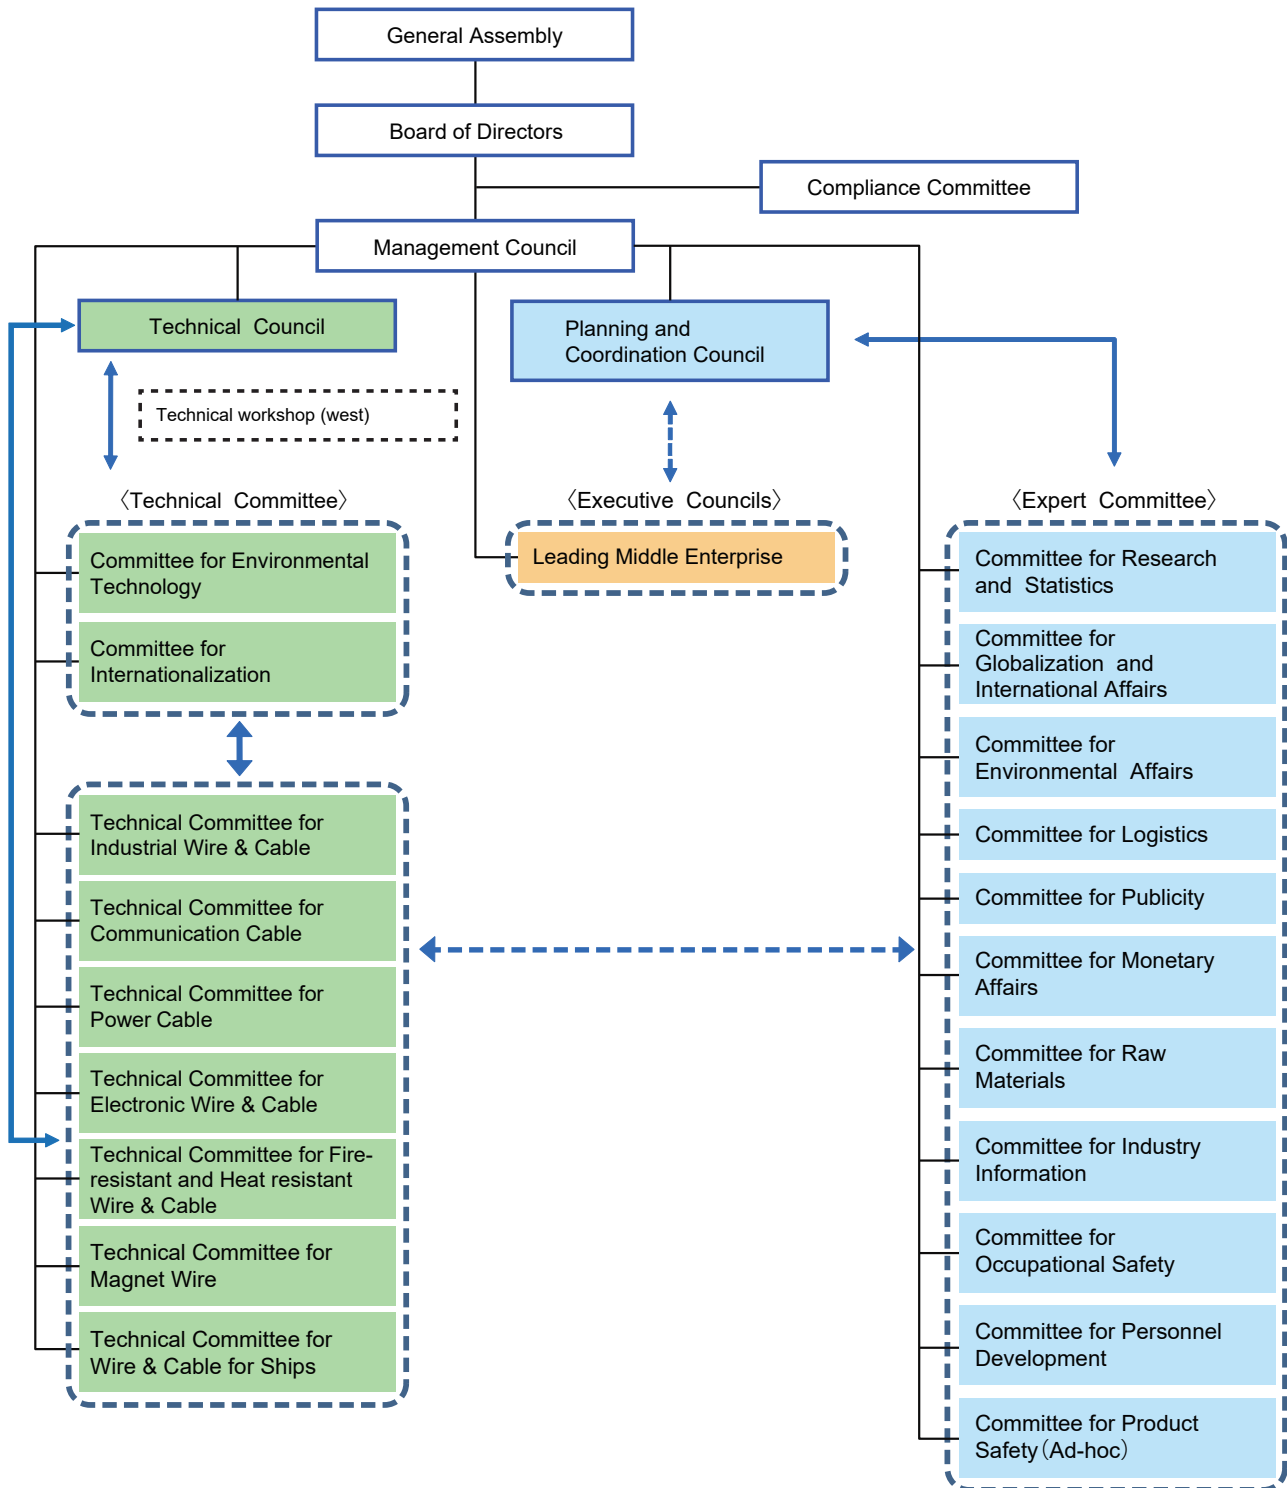 General Assembly
Board of Directors
Compliance Committee
Management Council
Technical Council
Planning and
Coordination Council
Technical workshop (west)
〈Technical Committee〉
〈Executive Councils〉
〈Expert Committee〉
Committee for Environmental
Technology
Committee for
Internationalization
Leading Middle Enterprise
Technical Committee for
Industrial Wire & Cable
Technical Committee for
Communication Cable
Technical Committee for
Power Cable
Technical Committee for
Electronic Wire & Cable
Technical Committee for Fire-
resistant and Heat resistant
Wire & Cable
Technical Committee for
Magnet Wire
Technical Committee for
Wire & Cable for Ships
Committee for Research
and Statistics
Committee for
Globalization and
International Affairs
Committee for
Environmental Affairs
Committee for Logistics
Committee for Publicity
Committee for Monetary
Affairs
Committee for Raw
Materials
Committee for Industry
Information
Committee for
Occupational Safety
Committee for Personnel
Development
Committee for Product
Safety（Ad-hoc）